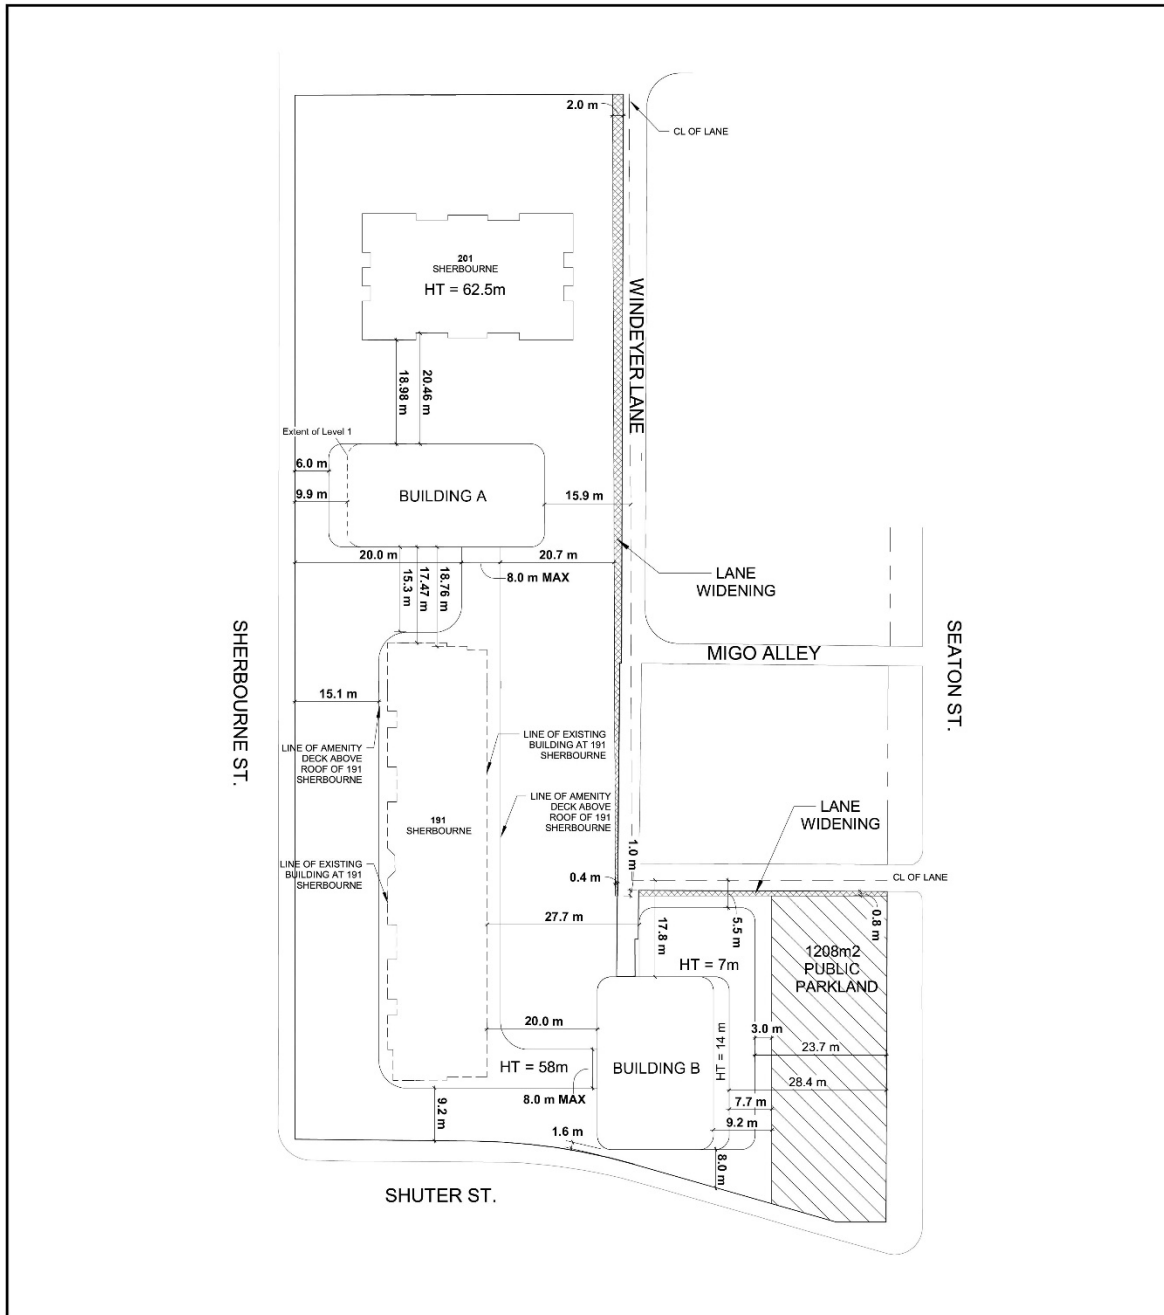 2.0 m
CL OF LANE
201
SHERBOURNE
HT = 62.5m
WINDEYER LANE
18.98 m
20.46 m
Extent of Level 1
6.0 m
9.9 m
BUILDING A
15.9 m
20.0 m
20.7 m
8.0 m MAX
15.3 m
17.47 m
18.76 m
LANE
WIDENING
SHERBOURNE ST.
MIGO ALLEY
SEATON ST.
15.1 m
LINE OF AMENITY
DECK ABOVE
ROOF OF 191
SHERBOURNE
LINE OF EXISTING
BUILDING AT 191
SHERBOURNE
LINE OF AMENITY
DECK ABOVE
ROOF OF 191
SHERBOURNE
191
SHERBOURNE
LANE
WIDENING
LINE OF EXISTING
BUILDING AT 191
SHERBOURNE
1.0 m
0.4 m
CL OF LANE
27.7 m
17.8 m
5.5 m
0.8 m
HT = 7m
1208m2
PUBLIC
PARKLAND
20.0 m
3.0 m
23.7 m
HT = 58m
BUILDING B
HT = 14 m
28.4 m
8.0 m MAX
7.7 m
9.2 m
9.2 m
1.6 m
8.0 m
SHUTER ST.